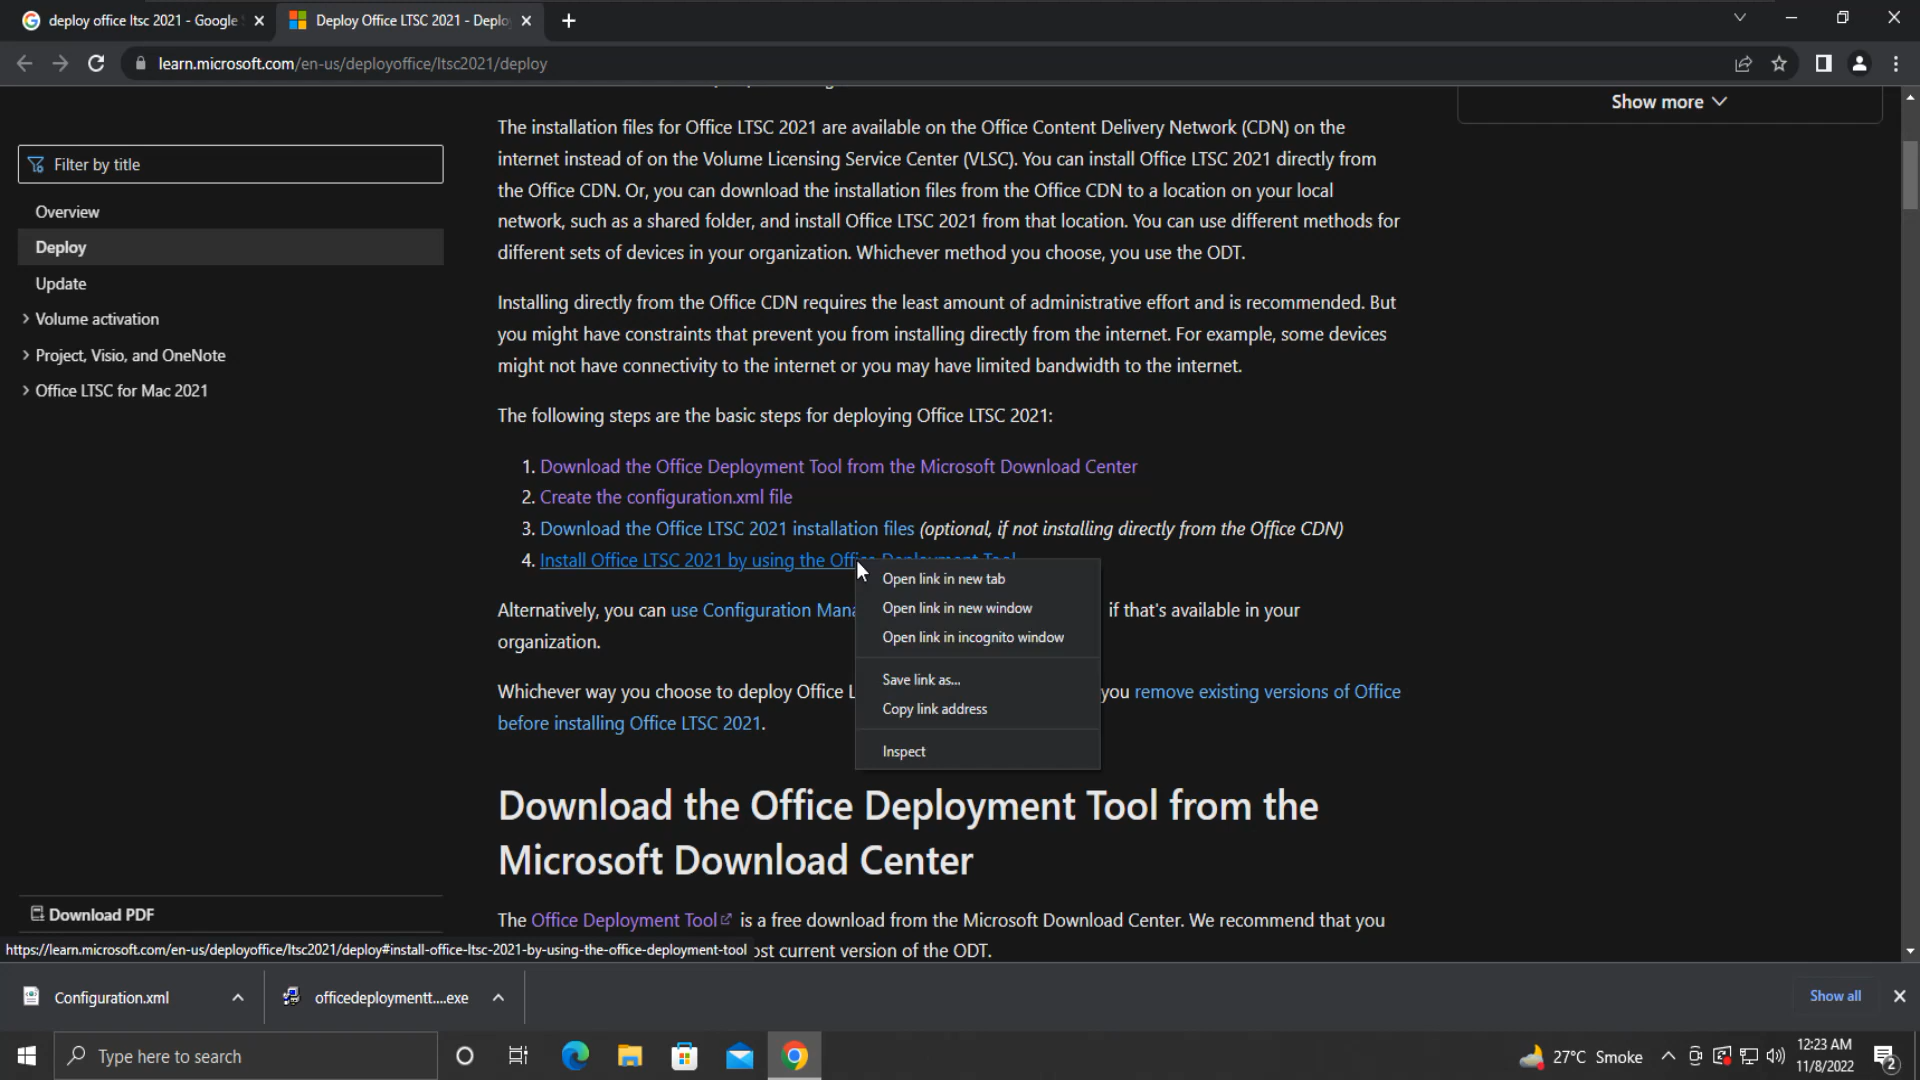 deploy office ltsc 2021 - Google
Deploy Office LTSC 2021 - Deplo
learn.microsoft.com/en-us/deployoffice/ltsc2021/deploy
Show more
Filter by title
Overview
Deploy
Update
Volume activation
Project, Visio, and OneNote
Office LTSC for Mac 2021
Download PDF
The installation files for Office LTSC 2021 are available on the Office Content Delivery Network (CDN) on the
internet instead of on the Volume Licensing Service Center (VLSC). You can install Office LTSC 2021 directly from
the Office CDN. Or, you can download the installation files from the Office CDN to a location on your local
network, such as a shared folder, and install Office LTSC 2021 from that location. You can use different methods for
different sets of devices in your organization. Whichever method you choose, you use the ODT.
Installing directly from the Office CDN requires the least amount of administrative effort and is recommended. But
you might have constraints that prevent you from installing directly from the internet. For example, some devices
might not have connectivity to the internet or you may have limited bandwidth to the internet.
The following steps are the basic steps for deploying Office LTSC 2021:
1. Download the Office Deployment Tool from the Microsoft Download Center
2. Create the configuration.xml file
3. Download the Office LTSC 2021 installation files (optional, if not installing directly from the Office CDN)
4. Install Office LTSC 2021 by using the Office Deployment Tool
Alternatively, you can use Configuration Mana if that's available in your
organization.
Whichever way you choose to deploy Office L you remove existing versions of Office
before installing Office LTSC 2021.
Open link in new tab
Open link in new window
Open link in incognito window
Save link as...
Copy link address
Inspect
Download the Office Deployment Tool from the
Microsoft Download Center
The Office Deployment Tool is a free download from the Microsoft Download Center. We recommend that you
https://learn.microsoft.com/en-us/deployoffice/ltsc2021/deploy#install-office-ltsc-2021-by-using-the-office-deployment-tool
ost current version of the ODT.
Configuration.xml
officedeploymentt....exe
Show all
Type here to search
27°C Smoke
12:23 AM
11/8/2022
2